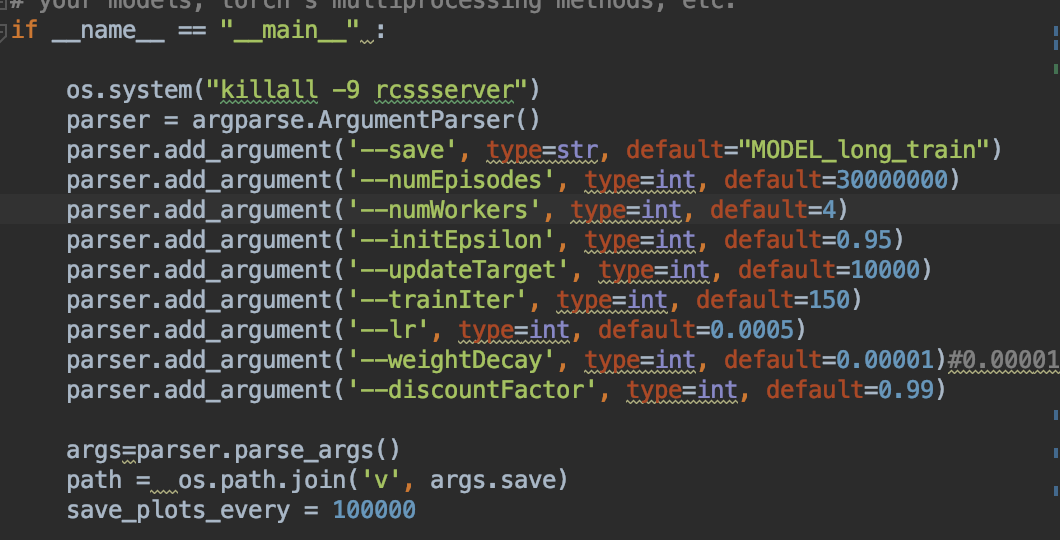 # your models, torch's multiprocessing methods, etc.
if __name__ == "__main__" :
os.system("killall -9 rcssserver")
parser = argparse.ArgumentParser()
parser.add_argument('--save', type=str, default="MODEL_long_train")
parser.add_argument('--numEpisodes', type=int, default=30000000)
parser.add_argument('--numWorkers', type=int, default=4)
parser.add_argument('--initEpsilon', type=int, default=0.95)
parser.add_argument('--updateTarget', type=int, default=10000)
parser.add_argument('--trainIter', type=int, default=150)
parser.add_argument('--lr', type=int, default=0.0005)
parser.add_argument('--weightDecay', type=int, default=0.00001)#0.00001
parser.add_argument('--discountFactor', type=int, default=0.99)
args=parser.parse_args()
path =  os.path.join('v', args.save)
save_plots_every = 100000